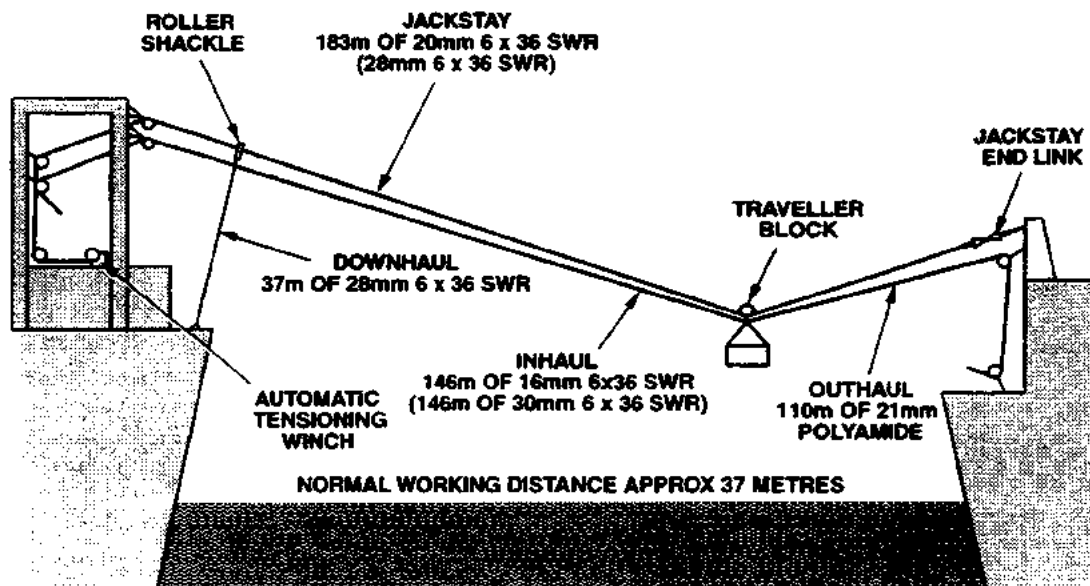 ROLLER
SHACKLE
JACKSTAY
183m OF 20mm 6 x 36 SWR
(28mm 6 x 36 SWR)
JACKSTAY
END LINK
TRAVELLER
BLOCK
DOWNHAUL
37m OF 28mm 6 x 36 SWR
INHAUL
146m OF 16mm 6x36 SWR
(146m OF 30mm 6 x 36 SWR)
OUTHAUL
110m OF 21mm
POLYAMIDE
AUTOMATIC
TENSIONING
WINCH
NORMAL WORKING DISTANCE APPROX 37 METRES